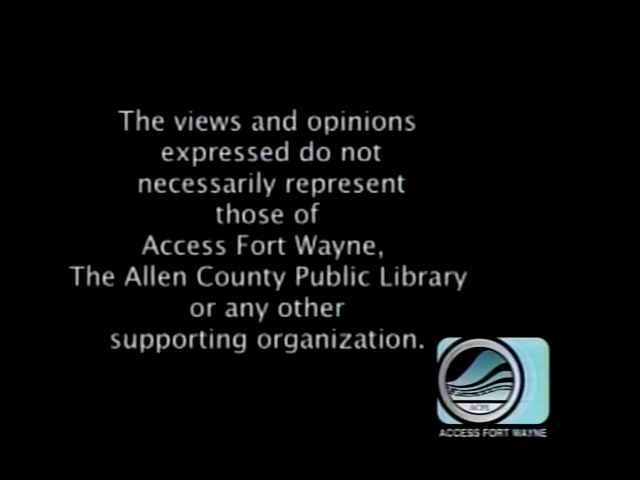 The views and opinions
expressed do not
necessarily represent
those of
Access Fort Wayne,
The Allen County Public Library
or any other
supporting organization.
ACPL
ACCESS FORT WAYNE